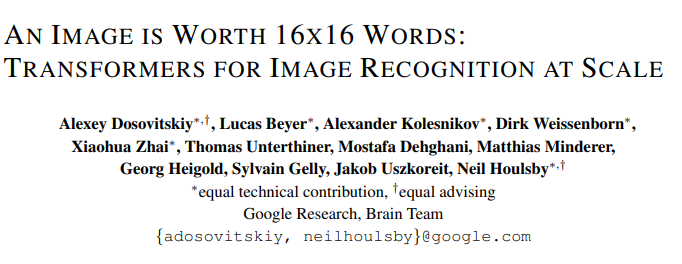 AN IMAGE IS WORTH 16X16 WORDS:
TRANSFORMERS FOR IMAGE RECOGNITION AT SCALE
Alexey Dosovitskiy*,†, Lucas Beyer*, Alexander Kolesnikov*, Dirk Weissenborn*,
Xiaohua Zhai*, Thomas Unterthiner, Mostafa Dehghani, Matthias Minderer,
Georg Heigold, Sylvain Gelly, Jakob Uszkoreit, Neil Houlsby*,†
*equal technical contribution, †equal advising
Google Research, Brain Team
{adosovitskiy, neilhoulsby}@google.com